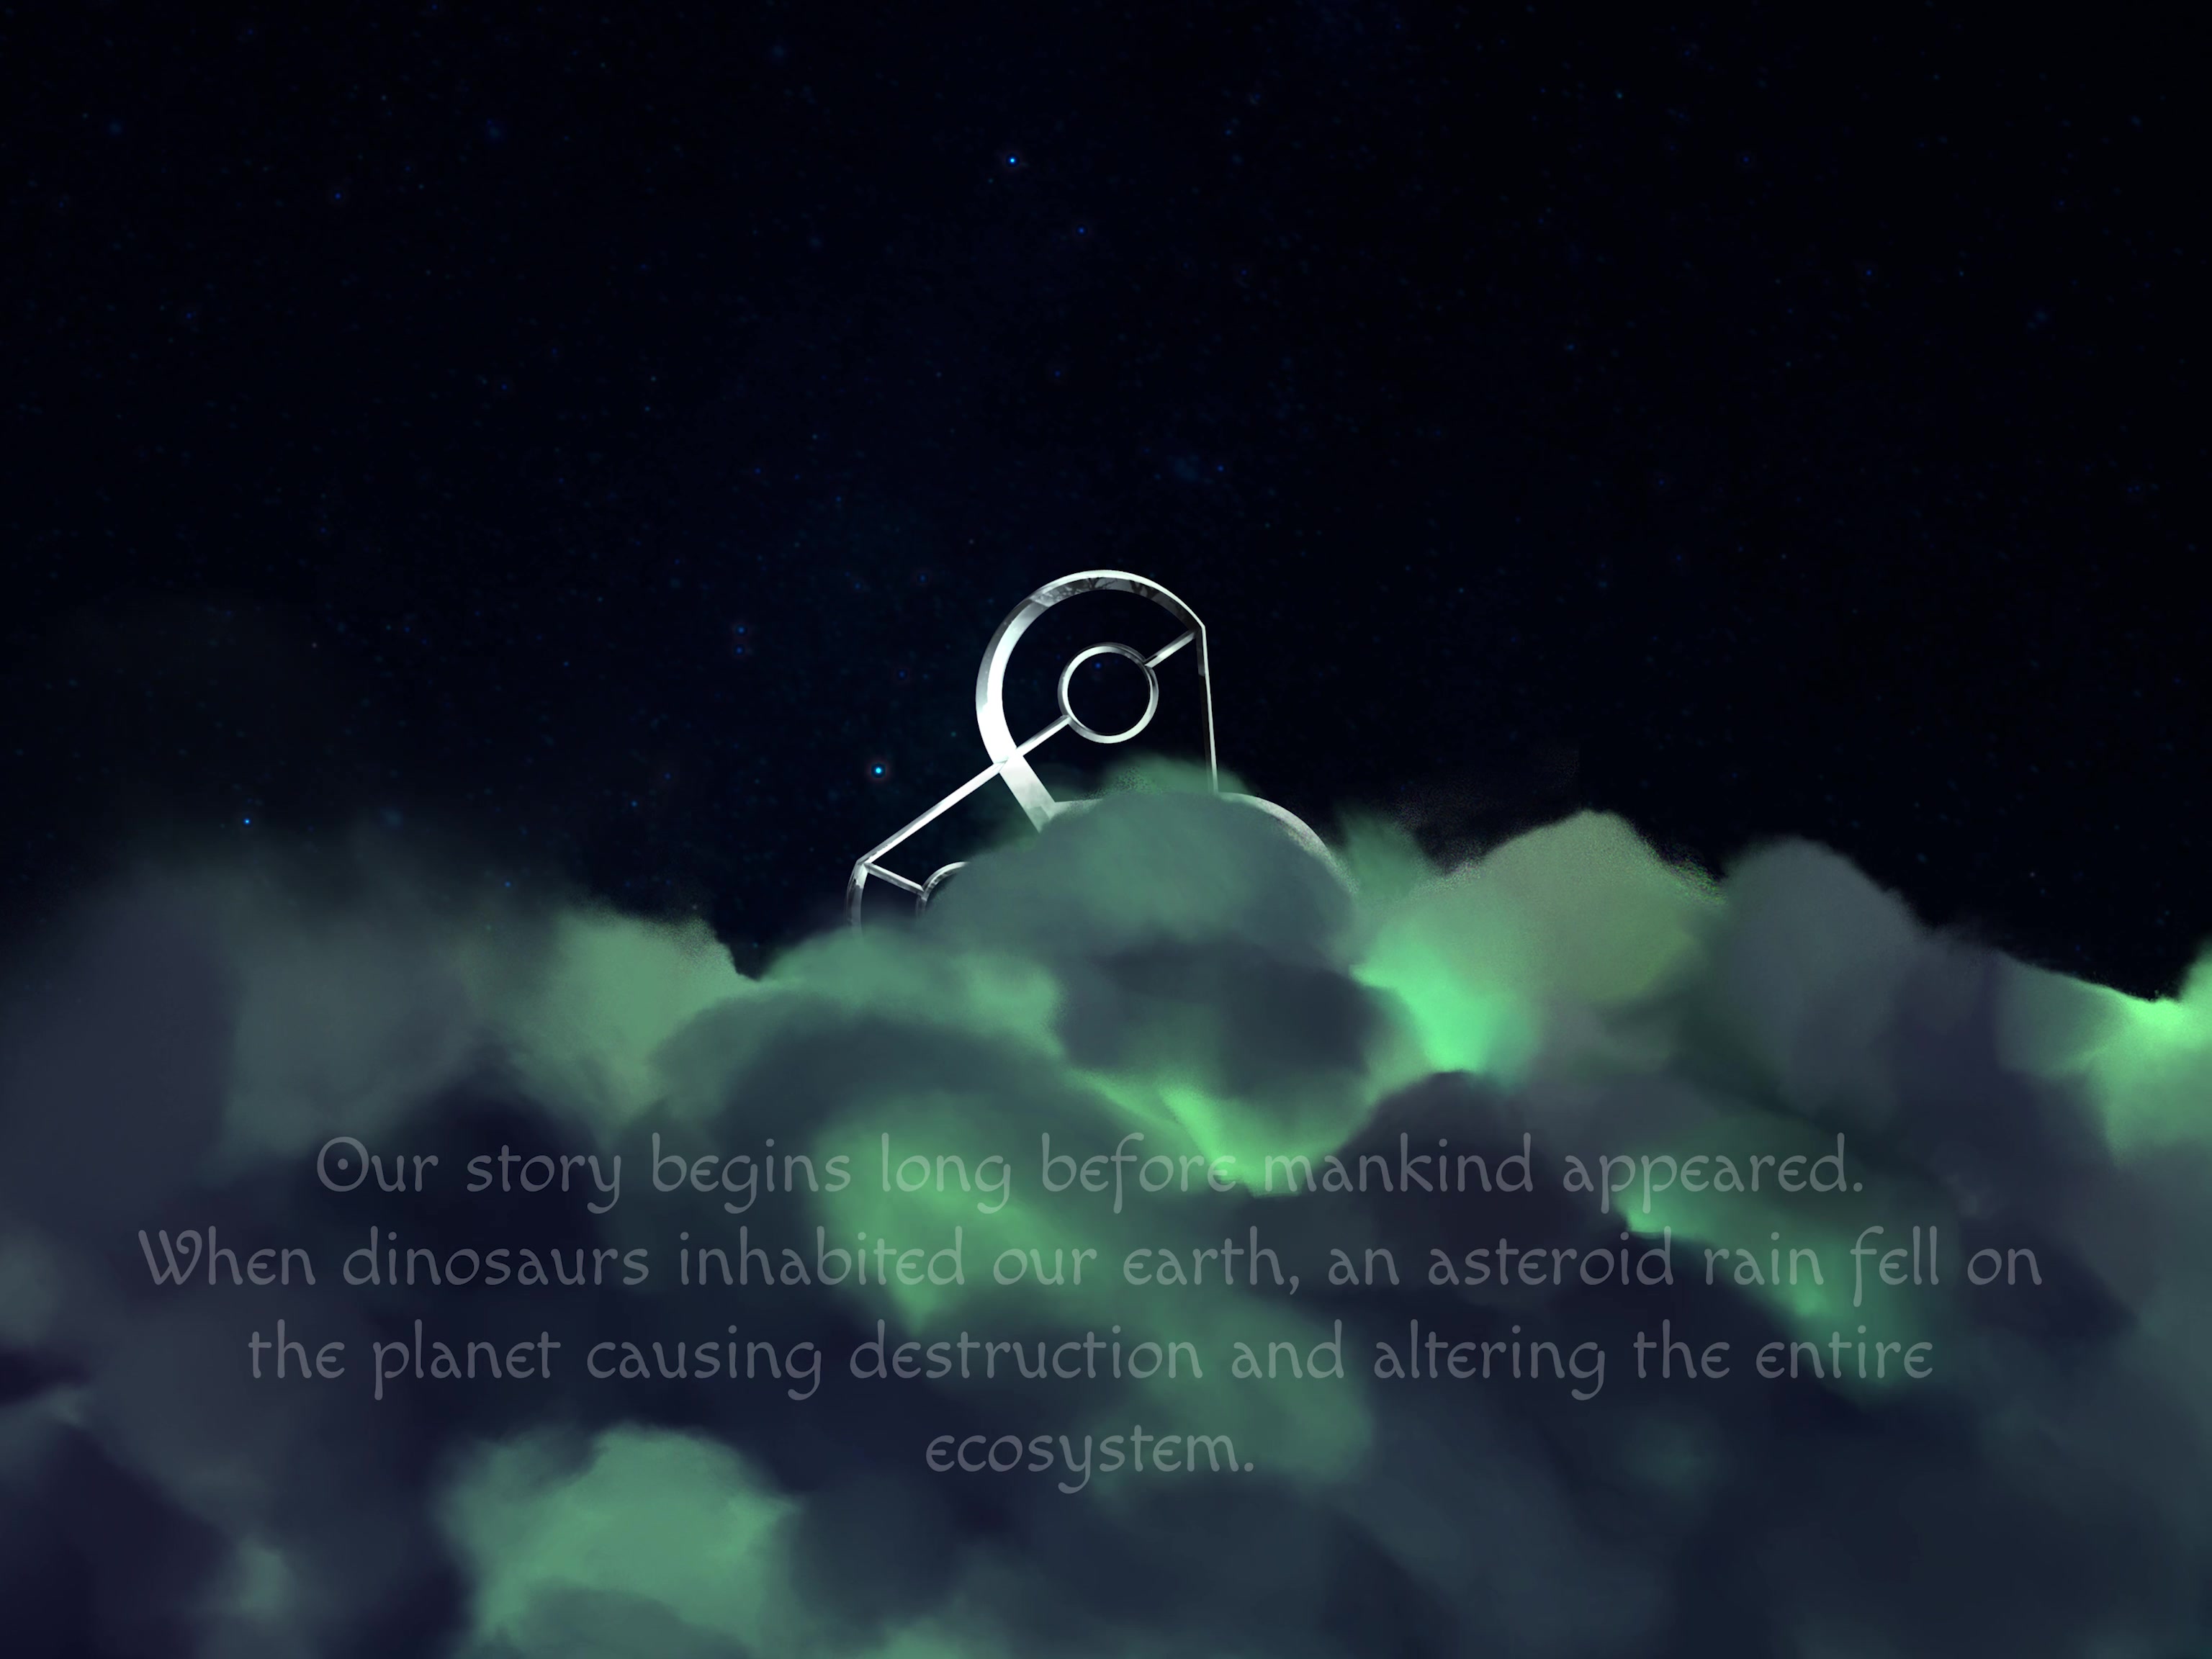 Our story begins long before mankind appeared.
When dinosaurs inhabited our earth, an asteroid rain fell on
the planet causing destruction and altering the entire
ecosystem.